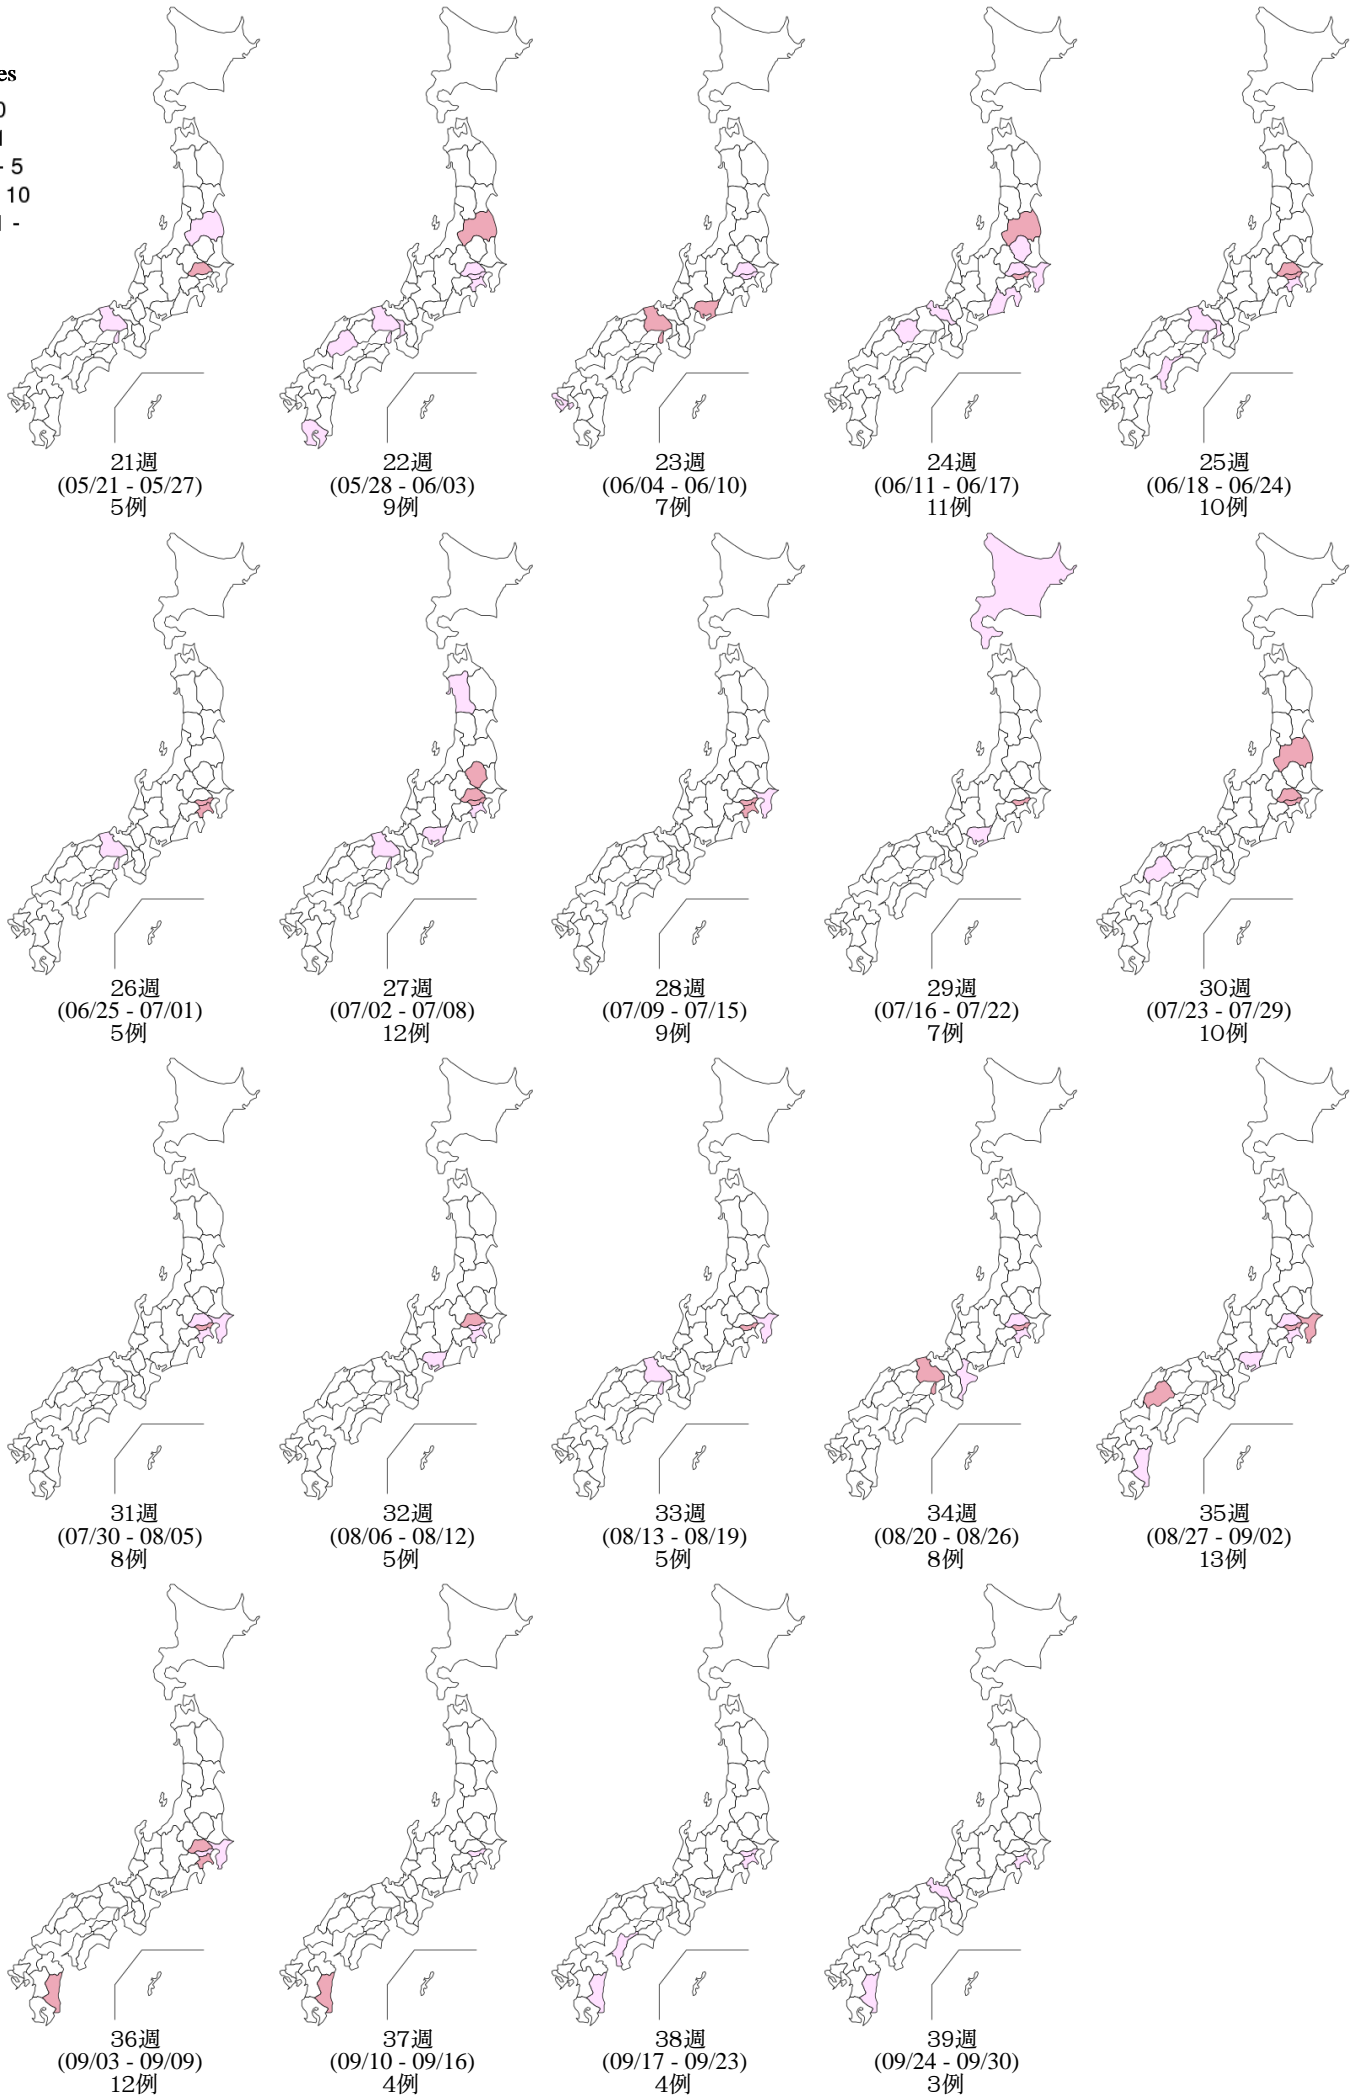 es
0
1
- 5
10
1 -
21週
(05/21 - 05/27)
5例
22週
(05/28 - 06/03)
9例
23週
(06/04 - 06/10)
7例
24週
(06/11 - 06/17)
11例
25週
(06/18 - 06/24)
10例
26週
(06/25 - 07/01)
5例
27週
(07/02 - 07/08)
12例
28週
(07/09 - 07/15)
9例
29週
(07/16 - 07/22)
7例
30週
(07/23 - 07/29)
10例
31週
(07/30 - 08/05)
8例
32週
(08/06 - 08/12)
5例
33週
(08/13 - 08/19)
5例
34週
(08/20 - 08/26)
8例
35週
(08/27 - 09/02)
13例
36週
(09/03 - 09/09)
12例
37週
(09/10 - 09/16)
4例
38週
(09/17 - 09/23)
4例
39週
(09/24 - 09/30)
3例